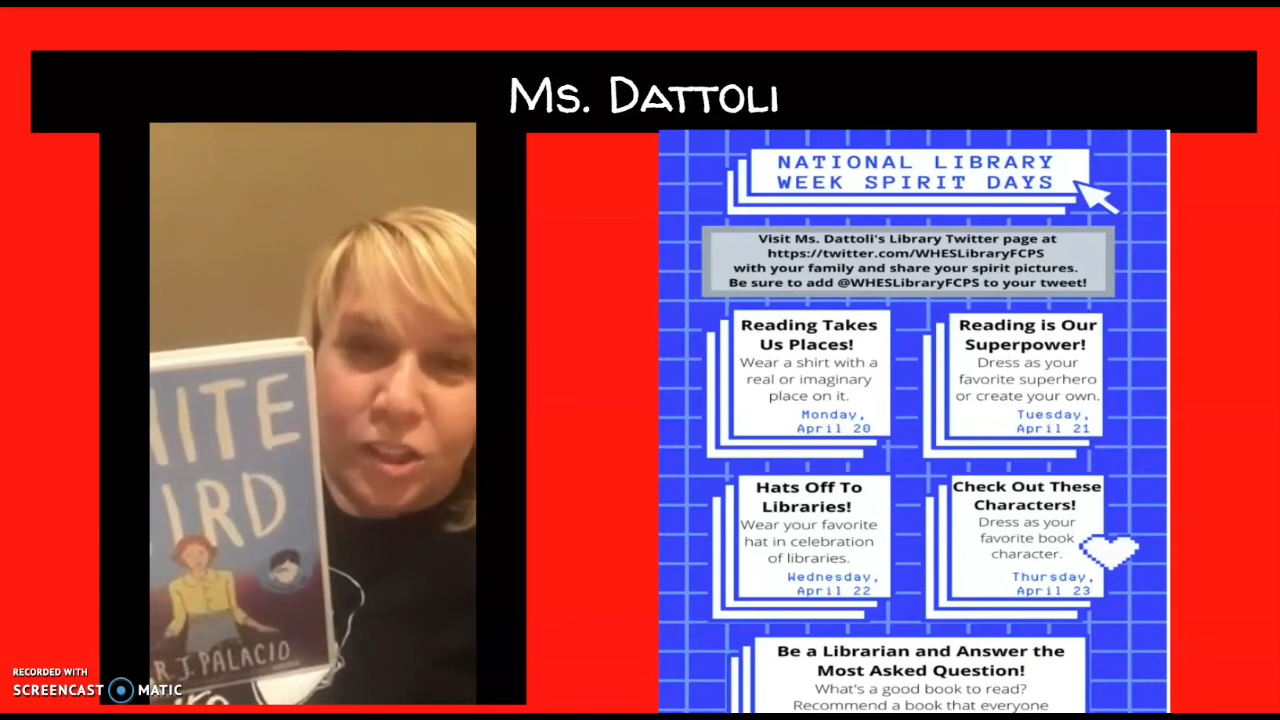 Ms. Dattoli
NITE
IRD
R.J. PALACIO
NATIONAL LIBRARY
WEEK SPIRIT DAYS
Visit Ms. Dattoli's Library Twitter page at
https://twitter.com/WHESLibraryFCPS
with your family and share your spirit pictures.
Be sure to add @WHESLibraryFCPS to your tweet!
Reading Takes
Us Places!
Wear a shirt with a
real or imaginary
place on it.
Monday,
April 20
Reading is Our
Superpower!
Dress as your
favorite superhero
or create your own.
Tuesday,
April 21
Hats Off To
Libraries!
Wear your favorite
hat in celebration
of libraries.
Wednesday,
April 22
Check Out These
Characters!
Dress as your
favorite book
character.
Thursday,
April 23
Be a Librarian and Answer the
Most Asked Question!
What's a good book to read?
Recommend a book that everyone
RECORDED WITH
SCREENCAST MATIC